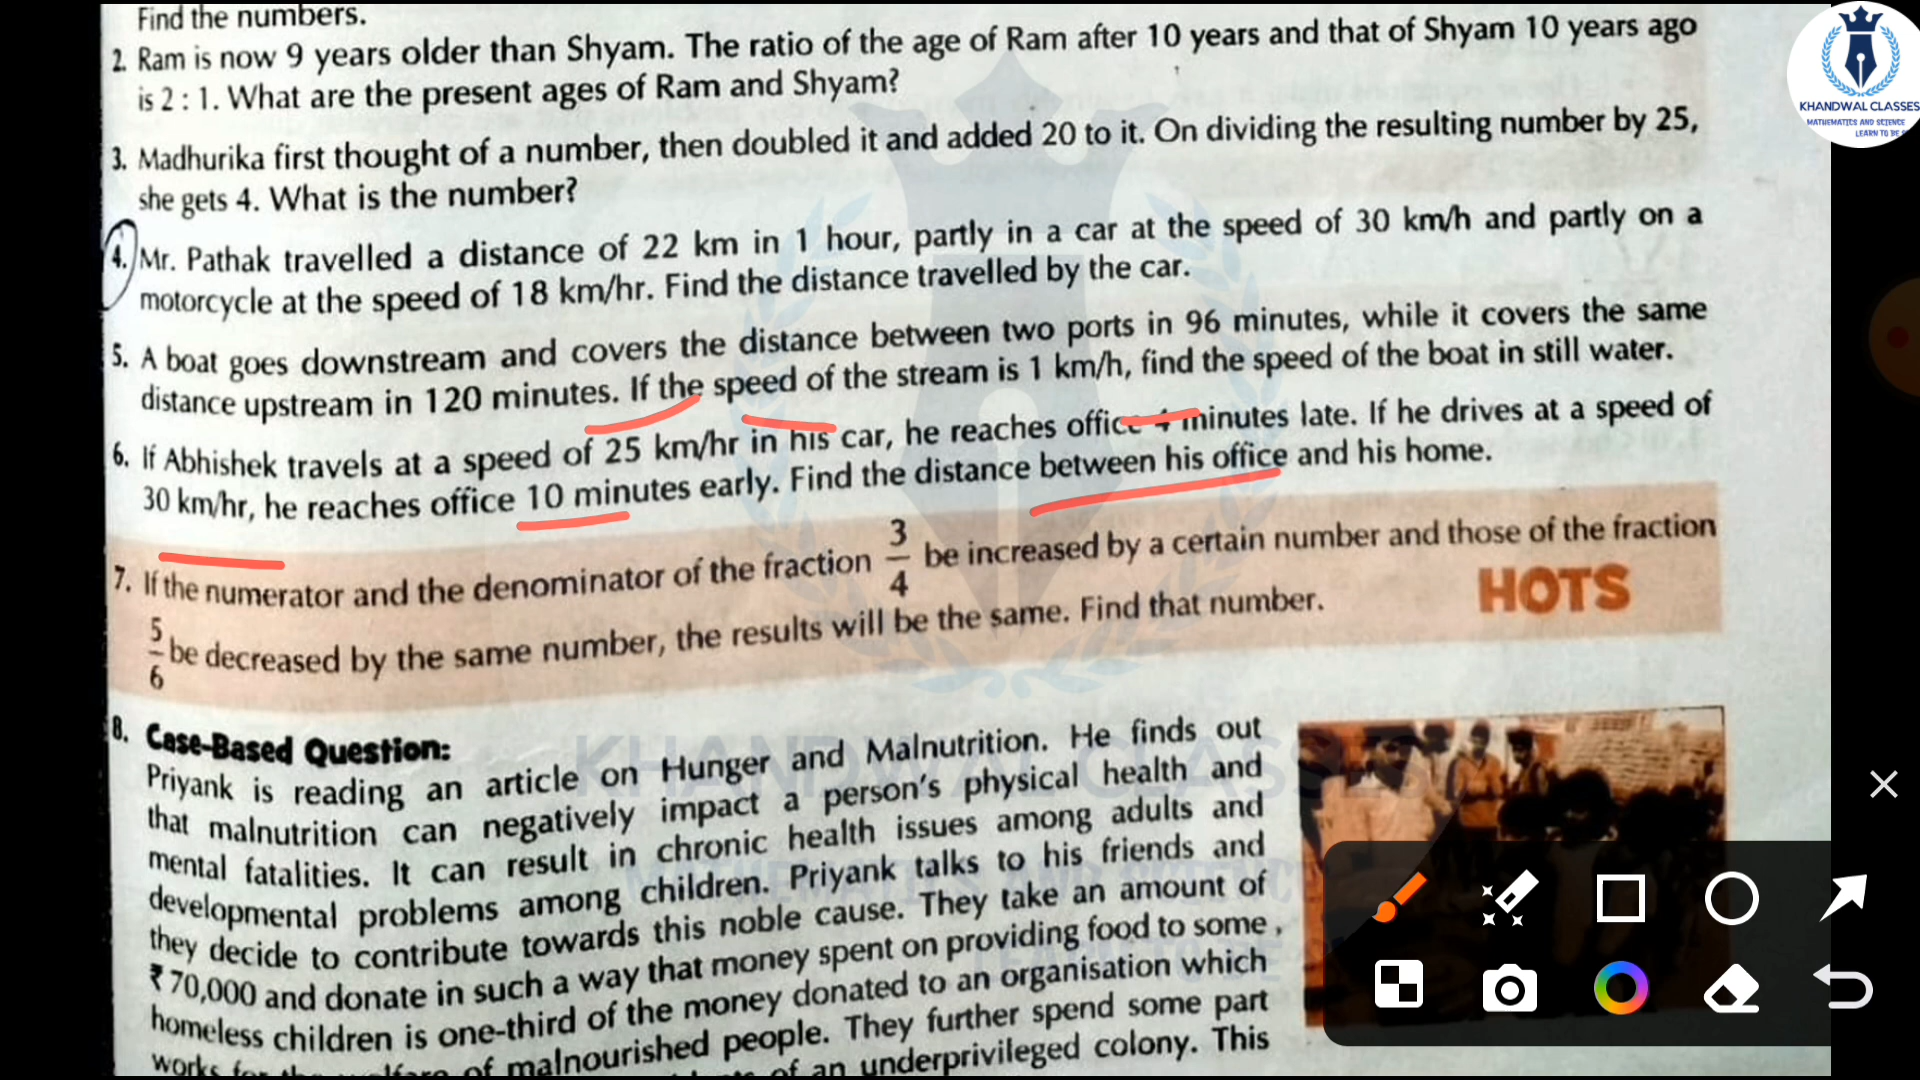 Find the numbers.
2. Ram is now 9 years older than Shyam. The ratio of the age of Ram after 10 years and that of Shyam 10 years ago
is 2 : 1. What are the present ages of Ram and Shyam?
3. Madhurika first thought of a number, then doubled it and added 20 to it. On dividing the resulting number by 25,
she gets 4. What is the number?
4. Mr. Pathak travelled a distance of 22 km in 1 hour, partly in a car at the speed of 30 km/h and partly on a
motorcycle at the speed of 18 km/hr. Find the distance travelled by the car.
5. A boat goes downstream and covers the distance between two ports in 96 minutes, while it covers the same
distance upstream in 120 minutes. If the speed of the stream is 1 km/h, find the speed of the boat in still water.
6. If Abhishek travels at a speed of 25 km/hr in his car, he reaches office 4 minutes late. If he drives at a speed of
30 km/hr, he reaches office 10 minutes early. Find the distance between his office and his home.
7. If the numerator and the denominator of the fraction 3/4 be increased by a certain number and those of the fraction
5/6 be decreased by the same number, the results will be the same. Find that number.
HOTS
8. Case-Based Question:
Priyank is reading an article on Hunger and Malnutrition. He finds out
that malnutrition can negatively impact a person's physical health and
mental fatalities. It can result in chronic health issues among adults and
developmental problems among children. Priyank talks to his friends and
they decide to contribute towards this noble cause. They take an amount of
₹ 70,000 and donate in such a way that money spent on providing food to some
homeless children is one-third of the money donated to an organisation which
works for the welfare of malnourished people. They further spend some part
of an underprivileged colony. This
KHANDWAL CLASSES
MATHEMATICS AND SCIENCE
LEARN TO BE
KHANDWAL CLASSES